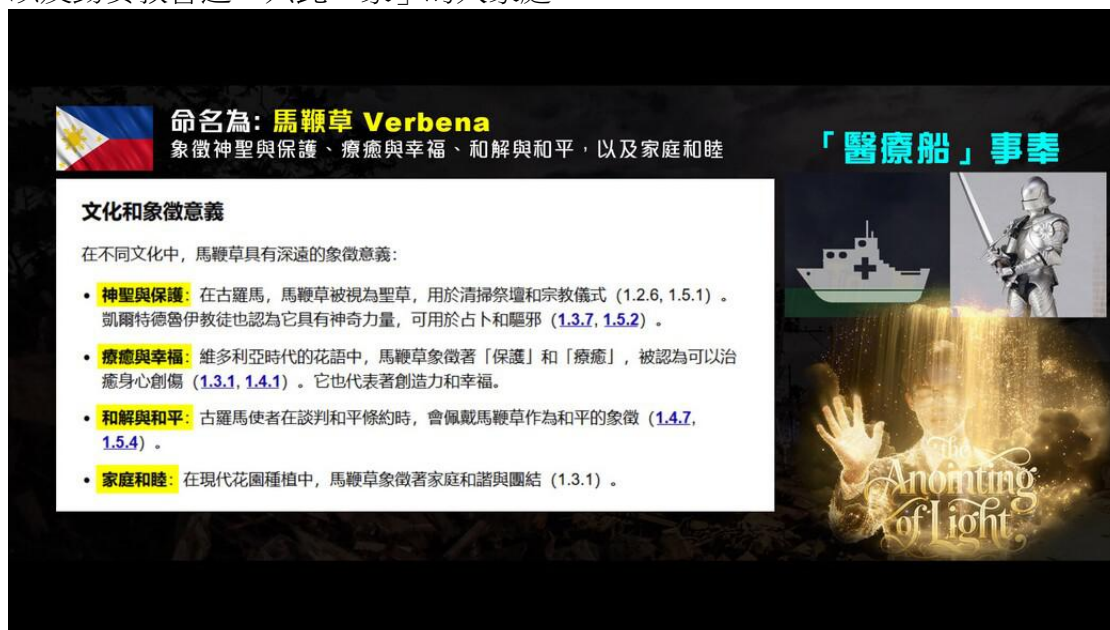 命名為: 馬鞭草 Verbena
象徵神聖與保護、療癒與幸福、和解與和平，以及家庭和睦
「醫療船」事奉
文化和象徵意義
在不同文化中，馬鞭草具有深遠的象徵意義：
• 神聖與保護：在古羅馬，馬鞭草被視為聖草，用於清掃祭壇和宗教儀式（1.2.6, 1.5.1）。
凱爾特德魯伊教徒也認為它具有神奇力量，可用於占卜和驅邪（1.3.7, 1.5.2）。
• 療癒與幸福：維多利亞時代的花語中，馬鞭草象徵著「保護」和「療癒」，被認為可以治
癒身心創傷（1.3.1, 1.4.1）。它也代表著創造力和幸福。
• 和解與和平：古羅馬使者在談判和平條約時，會佩戴馬鞭草作為和平的象徵（1.4.7,
1.5.4）。
• 家庭和睦：在現代花園種植中，馬鞭草象徵著家庭和諧與團結（1.3.1）。
the
Anointing
of Light